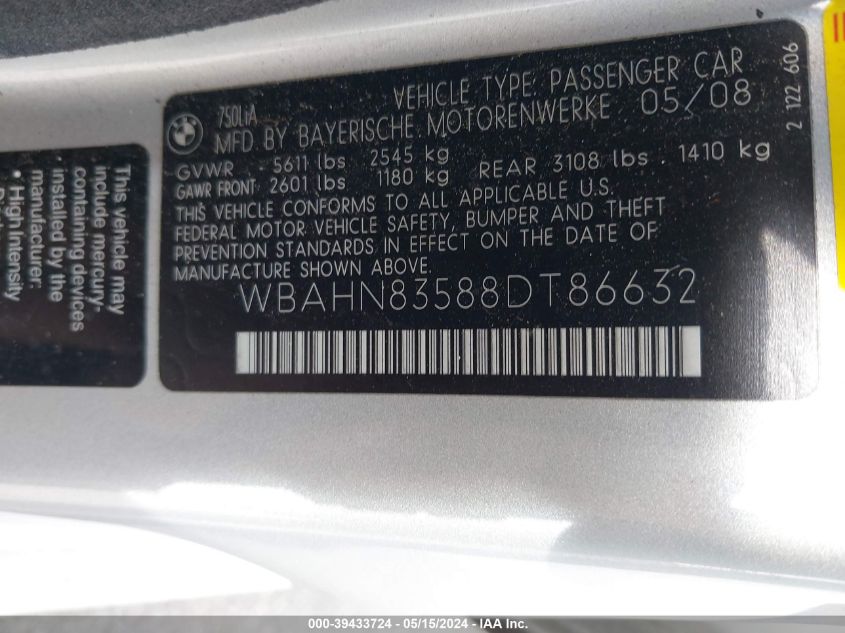 750LiA
VEHICLE TYPE: PASSENGER CAR
MFD BY BAYERISCHE MOTORENWERKE 05/08
GVWR 5611 lbs 2545 kg
GAWR FRONT 2601 lbs 1180 kg REAR 3108 lbs 1410 kg
THIS VEHICLE CONFORMS TO ALL APPLICABLE U.S.
FEDERAL MOTOR VEHICLE SAFETY, BUMPER AND THEFT
PREVENTION STANDARDS IN EFFECT ON THE DATE OF
MANUFACTURE SHOWN ABOVE.
WBAHN83588DT86632
2 122 606
This vehicle may
include mercury-
installed by the
manufacturer:
• High Intensity
000-39433724 - 05/15/2024 - IAA Inc.